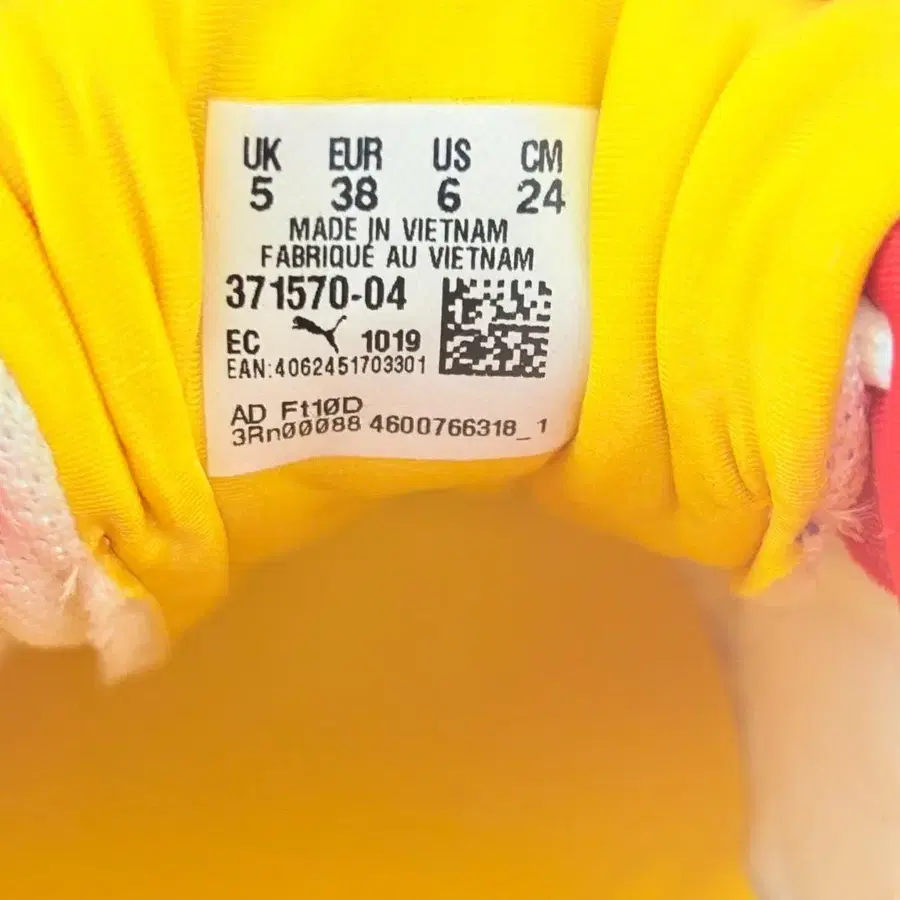 UK EUR US CM
5 38 6 24
MADE IN VIETNAM
FABRIQUÉ AU VIETNAM
371570-04
EC 1019
EAN:4062451703301
AD Ft10D
3Rn00088 4600766318_1